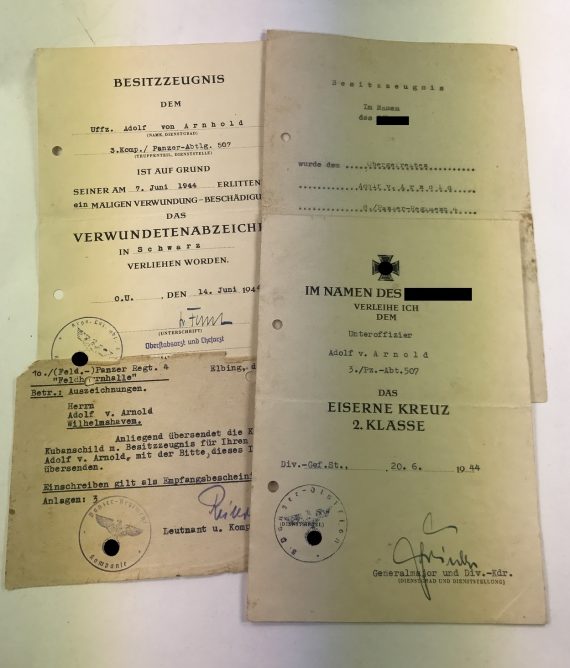 BESITZZEUGNIS
DEM
Uffz. Adolf von Arnhold
(NAME, DIENSTGRAD)
3.Komp./ Panzer-Abtlg. 507
(TRUPPENTEIL, DIENSTSTELLE)
IST AUF GRUND
SEINER AM 7. Juni 1944 ERLITTEN
ein MALIGEN VERWUNDUNG-BESCHÄDIGU
DAS
VERWUNDETENABZEICH
IN Schwarz
VERLIEHEN WORDEN.
O.U. , DEN 14. Juni 1944
(UNTERSCHRIFT)
Oberstabsarzt und Chefarzt
Besitzzeugnis
Im Namen
des
wurde dem Obergefreiten
Adolf v. Arnold
IM NAMEN DES
VERLEIHE ICH
DEM
Unteroffizier
Adolf v. Arnold
3./Pz.-Abt.507
DAS
EISERNE KREUZ
2. KLASSE
Div.-Gef.St., 20.6. 1944
Generalmajor und Div.-Kdr.
(DIENSTGRAD UND DIENSTSTELLUNG)
10./(Feld.-)Panzer Regt. 4 Elbing, d
Betr.: Auszeichnungen.
Herrn
Adolf v. Arnold
Wilhelmshaven.
Anliegend übersendet die K
Kubanschild m. Besitzzeugnis für Ihren
Adolf v. Arnold, mit der Bitte, dieses I
übersenden.
Einschreiben gilt als Empfangsbeschein
Anlagen: 3
Leutnant u. Komp
Kompanie